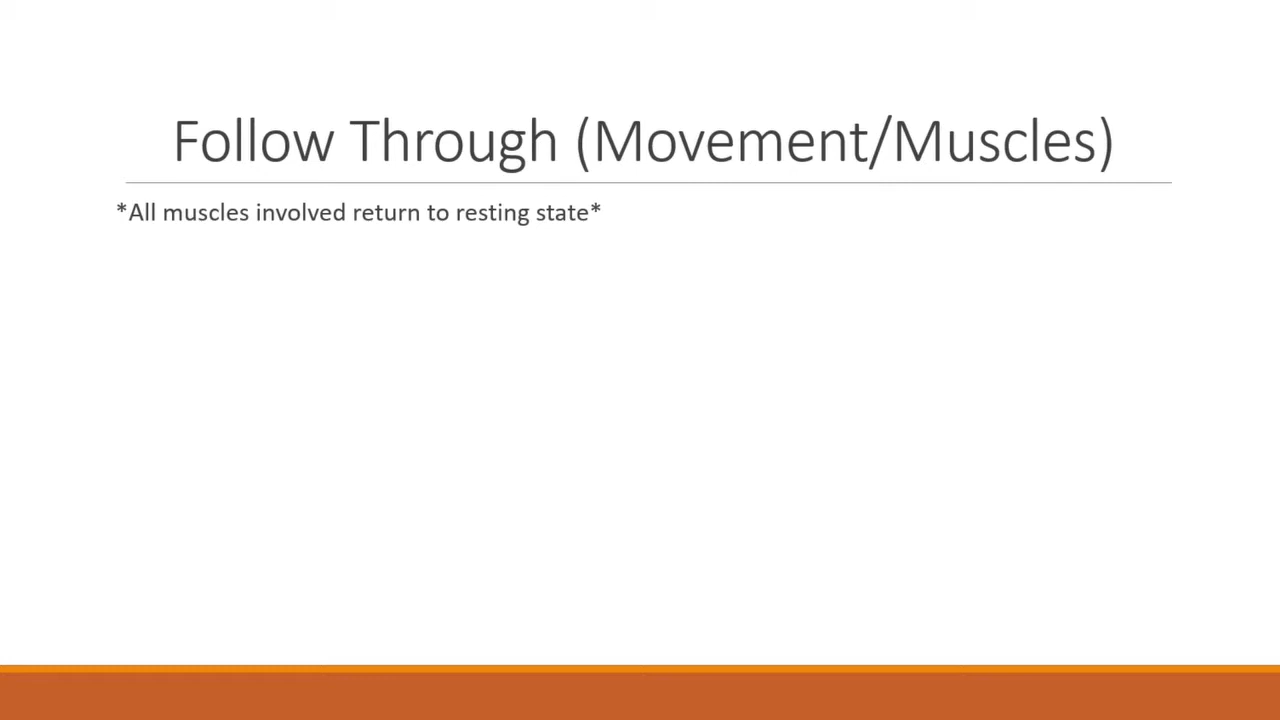 Follow Through (Movement/Muscles)
*All muscles involved return to resting state*